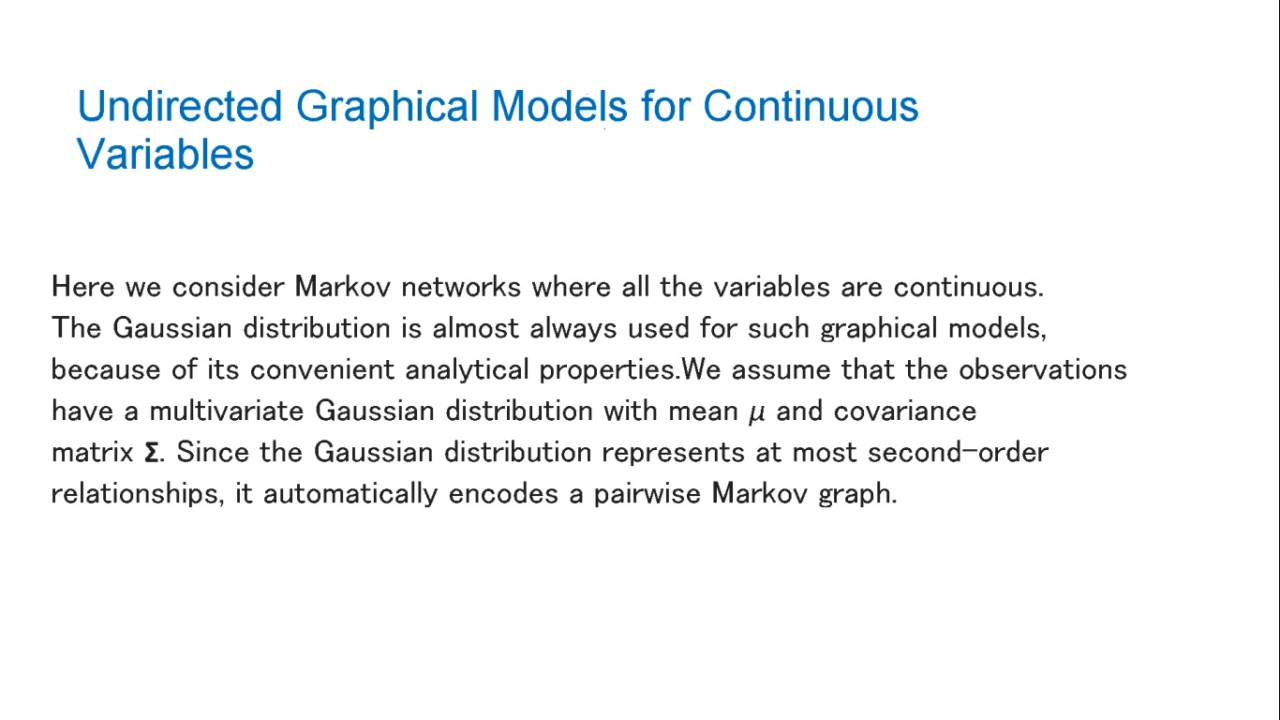 Undirected Graphical Models for Continuous
Variables
Here we consider Markov networks where all the variables are continuous.
The Gaussian distribution is almost always used for such graphical models,
because of its convenient analytical properties.We assume that the observations
have a multivariate Gaussian distribution with mean μ and covariance
matrix Σ. Since the Gaussian distribution represents at most second-order
relationships, it automatically encodes a pairwise Markov graph.